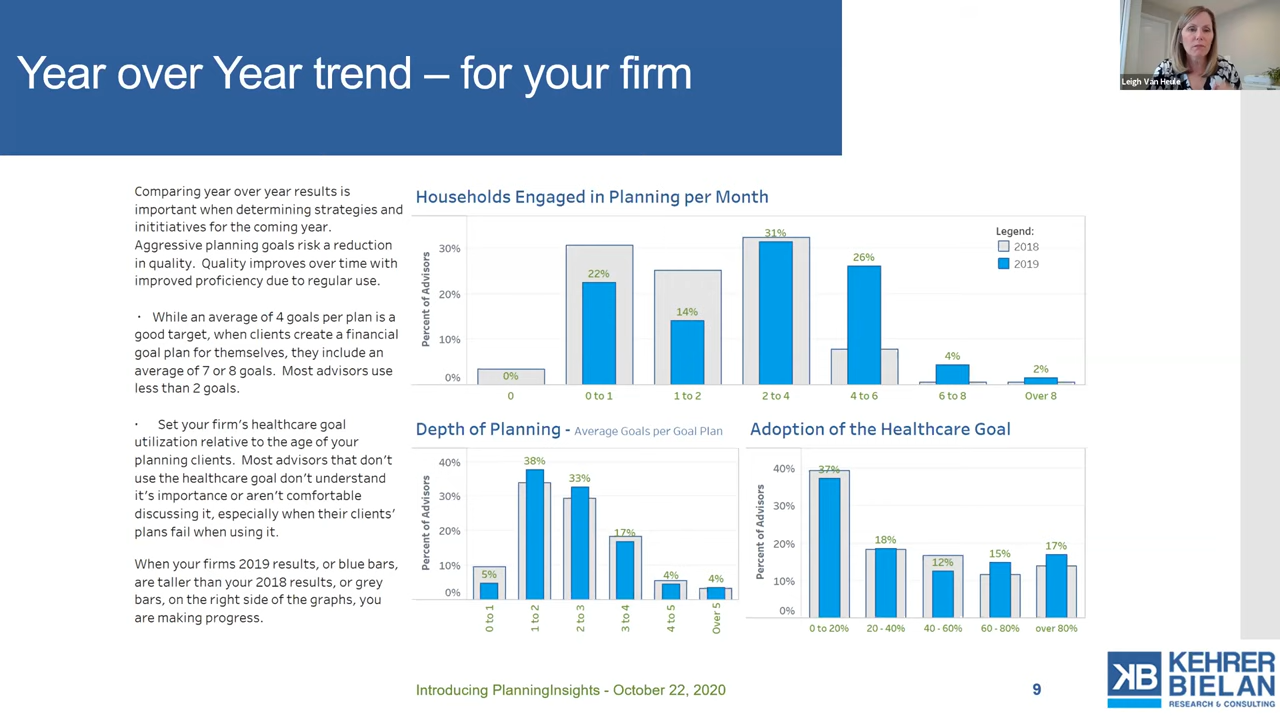 Year over Year trend – for your firm
Leigh Van Heule
Comparing year over year results is
important when determining strategies and
inititiatives for the coming year.
Aggressive planning goals risk a reduction
in quality.  Quality improves over time with
improved proficiency due to regular use.
· While an average of 4 goals per plan is a
good target, when clients create a financial
goal plan for themselves, they include an
average of 7 or 8 goals.  Most advisors use
less than 2 goals.
· Set your firm's healthcare goal
utilization relative to the age of your
planning clients.  Most advisors that don't
use the healthcare goal don't understand
it's importance or aren't comfortable
discussing it, especially when their clients'
plans fail when using it.
When your firms 2019 results, or blue bars,
are taller than your 2018 results, or grey
bars, on the right side of the graphs, you
are making progress.
Households Engaged in Planning per Month
Percent of Advisors
30%
20%
10%
0%
0%
22%
14%
31%
26%
4%
2%
0
0 to 1
1 to 2
2 to 4
4 to 6
6 to 8
Over 8
Legend:
2018
2019
Depth of Planning - Average Goals per Goal Plan
Percent of Advisors
40%
30%
20%
10%
0%
5%
38%
33%
17%
4%
4%
0 to 1
1 to 2
2 to 3
3 to 4
4 to 5
Over 5
Adoption of the Healthcare Goal
Percent of Advisors
40%
30%
20%
10%
0%
37%
18%
12%
15%
17%
0 to 20%
20 - 40%
40 - 60%
60 - 80%
over 80%
Introducing PlanningInsights - October 22, 2020
9
KB
KEHRER
BIELAN
RESEARCH & CONSULTING